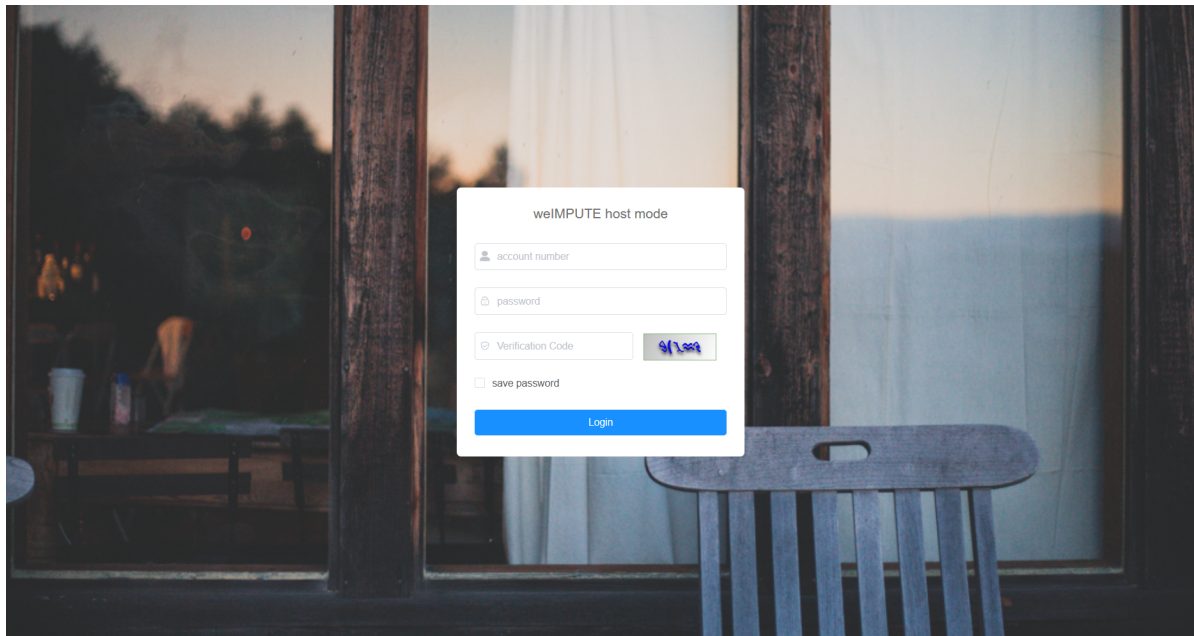 weIMPUTE host mode
account number
password
Verification Code
save password
Login